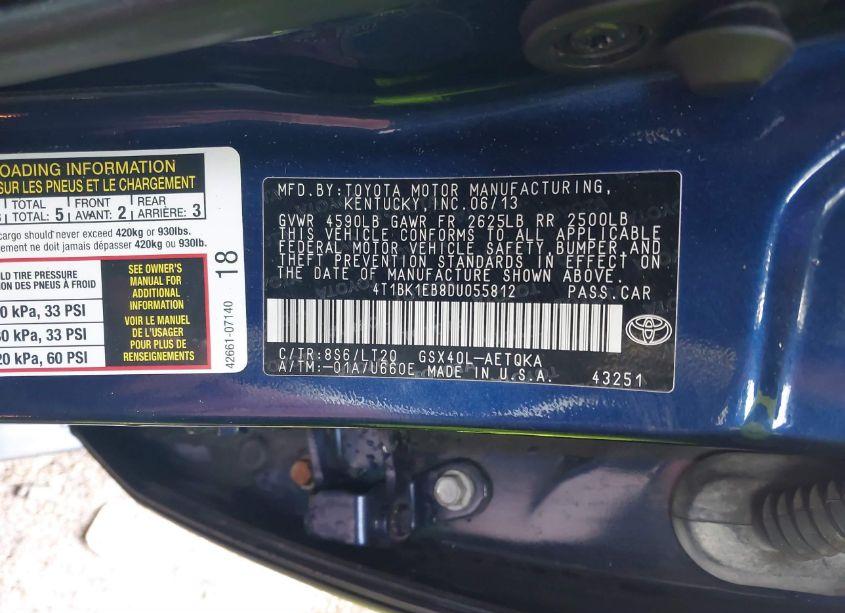 LOADING INFORMATION
SUR LES PNEUS ET LE CHARGEMENT
TOTAL FRONT REAR
TOTAL: 5 AVANT: 2 ARRIÈRE: 3
cargo should never exceed 420kg or 930lbs.
ne doit jamais dépasser 420kg ou 930lb.
TIRE PRESSURE
DES PNEUS À FROID
kPa, 33 PSI
kPa, 33 PSI
kPa, 60 PSI
SEE OWNER'S
MANUAL FOR
ADDITIONAL
INFORMATION
VOIR LE MANUEL
DE L'USAGER
POUR PLUS DE
RENSEIGNEMENTS
18
42661-07140
MFD.BY:TOYOTA MOTOR MANUFACTURING,
KENTUCKY,INC.06/13
GVWR 4590LB GAWR FR 2625LB RR 2500LB
THIS VEHICLE CONFORMS TO ALL APPLICABLE
FEDERAL MOTOR VEHICLE SAFETY, BUMPER, AND
THEFT PREVENTION STANDARDS IN EFFECT ON
THE DATE OF MANUFACTURE SHOWN ABOVE.
4T1BK1EB8DU055812 PASS.CAR
C/TR:8S6/LT20 GSX40L-AETQKA
A/TM:-01A/U660E MADE IN U.S.A.
43251